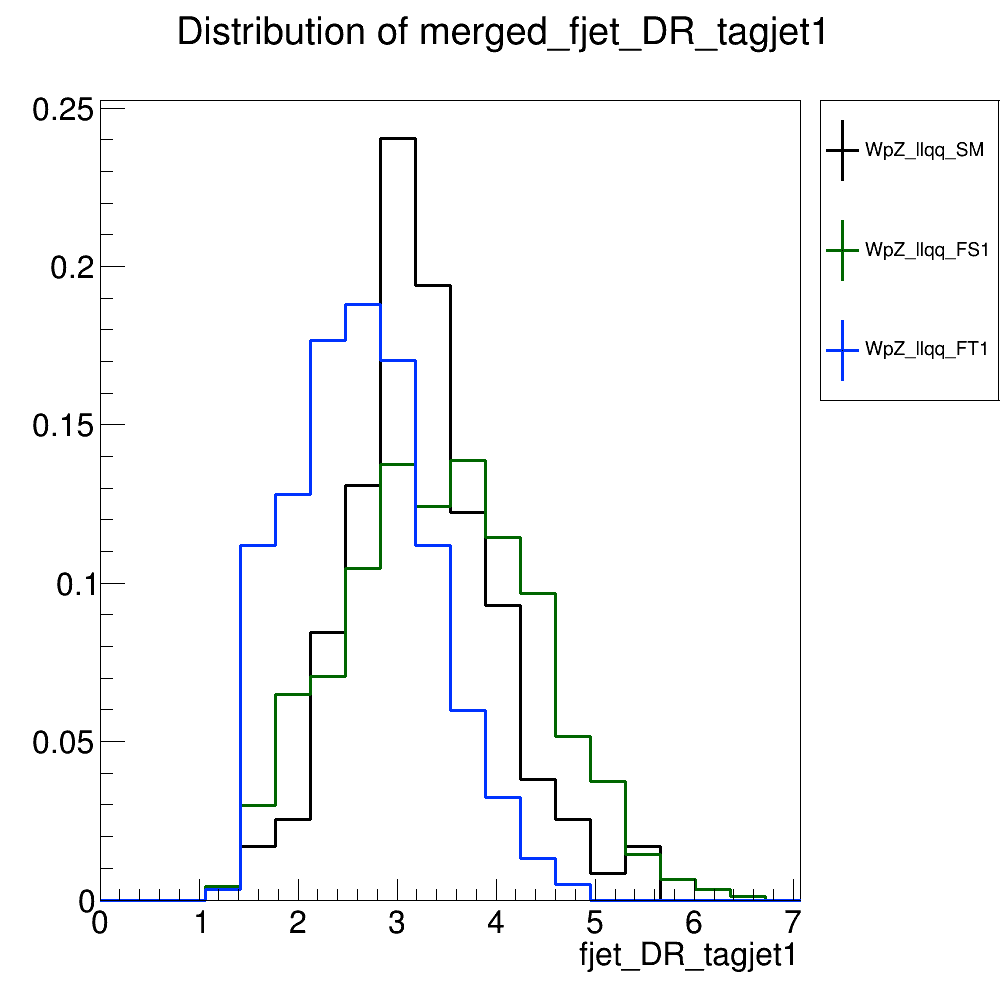 Distribution of merged_fjet_DR_tagjet1
0.25
0.2
0.15
0.1
0.05
0
0 1 2 3 4 5 6 7
fjet_DR_tagjet1
WpZ_llqq_SM
WpZ_llqq_FS1
WpZ_llqq_FT1